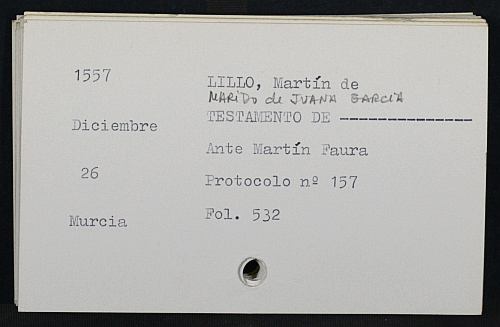 1557
LILLO, Martín de
MARIDO de JUANA GARCIA
Diciembre
TESTAMENTO DE --------------
Ante Martín Faura
26
Protocolo nº 157
Murcia
Fol. 532